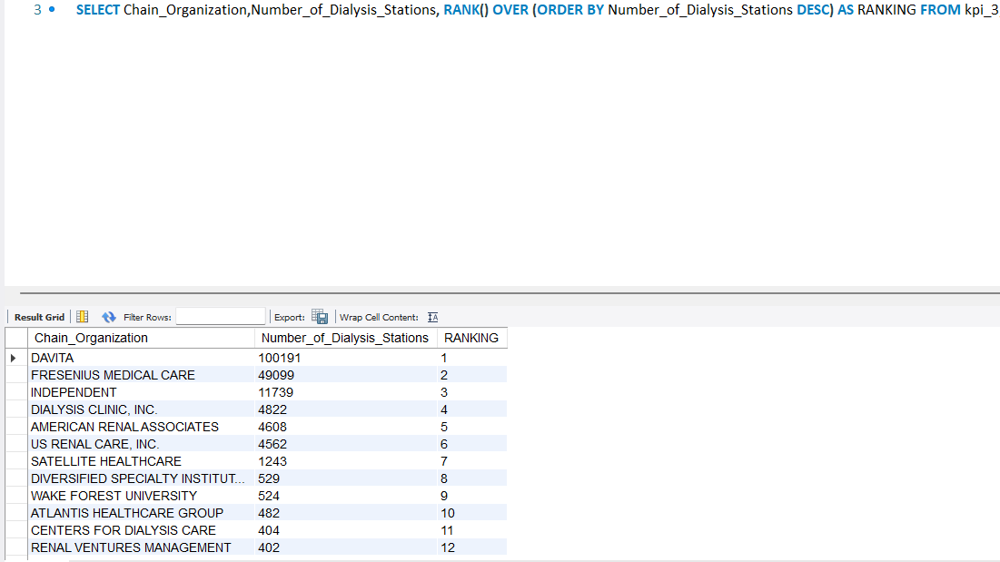 3 SELECT Chain_Organization,Number_of_Dialysis_Stations, RANK() OVER (ORDER BY Number_of_Dialysis_Stations DESC) AS RANKING FROM kpi_3
Result Grid Filter Rows: Export: Wrap Cell Content: IA
Chain_Organization Number_of_Dialysis_Stations RANKING
DAVITA 100191 1
FRESENIUS MEDICAL CARE 49099 2
INDEPENDENT 11739 3
DIALYSIS CLINIC, INC. 4822 4
AMERICAN RENAL ASSOCIATES 4608 5
US RENAL CARE, INC. 4562 6
SATELLITE HEALTHCARE 1243 7
DIVERSIFIED SPECIALTY INSTITUT... 529 8
WAKE FOREST UNIVERSITY 524 9
ATLANTIS HEALTHCARE GROUP 482 10
CENTERS FOR DIALYSIS CARE 404 11
RENAL VENTURES MANAGEMENT 402 12